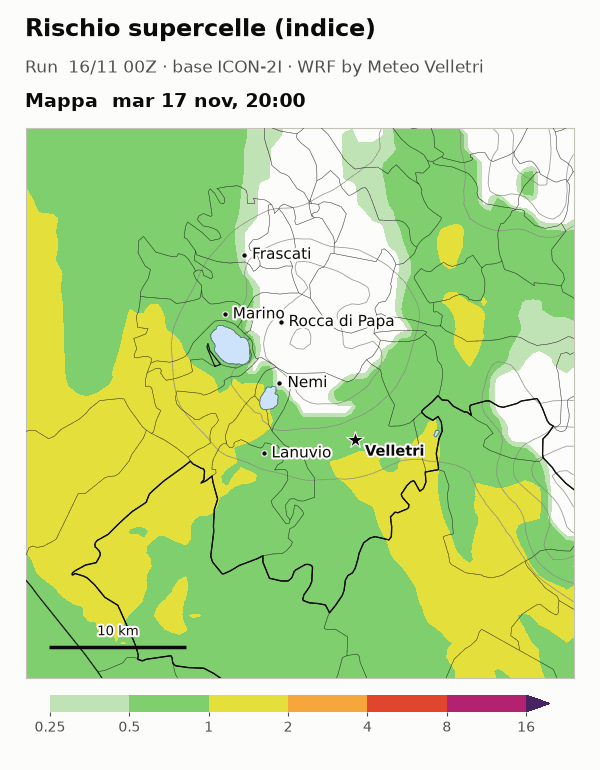 Rischio supercelle (indice)
Run 16/11 00Z · base ICON-2I · WRF by Meteo Velletri
Mappa mar 17 nov, 20:00
Frascati
Marino
Rocca di Papa
Nemi
Lanuvio
Velletri
10 km
0.25 0.5 1 2 4 8 16